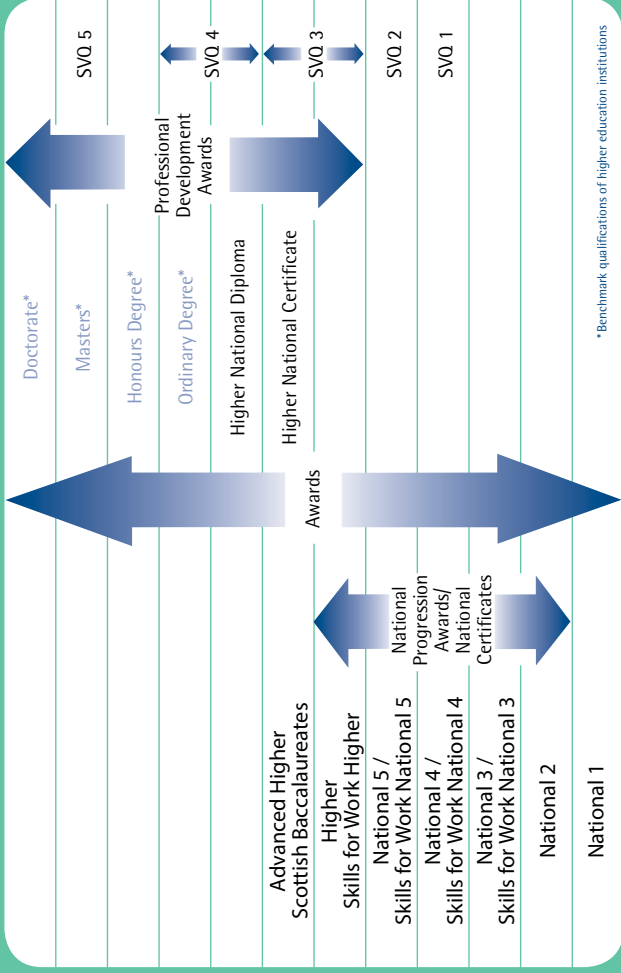 Advanced Higher
Scottish Baccalaureates
Higher
Skills for Work Higher
National 5 /
Skills for Work National 5
National 4 /
Skills for Work National 4
National 3 /
Skills for Work National 3
National 2
National 1
National
Progression
Awards/
National
Certificates
Awards
Doctorate*
Masters*
Honours Degree*
Ordinary Degree*
Higher National Diploma
Higher National Certificate
Professional
Development
Awards
SVQ 5
SVQ 4
SVQ 3
SVQ 2
SVQ 1
*Benchmark qualifications of higher education institutions